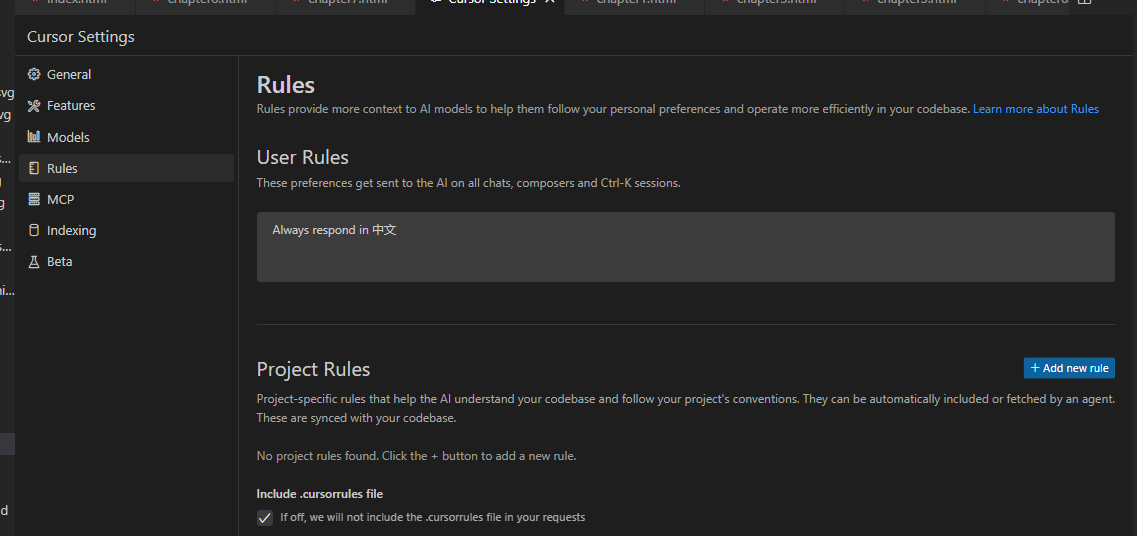 index.html
chapter6.html
chapter7.html
Cursor Settings
chapter1.html
chapter3.html
chapter5.html
Cursor Settings
General
Features
Models
Rules
MCP
Indexing
Beta
svg
vg
s...
g
s...
ni...
d
Rules
Rules provide more context to AI models to help them follow your personal preferences and operate more efficiently in your codebase. Learn more about Rules
User Rules
These preferences get sent to the AI on all chats, composers and Ctrl-K sessions.
Always respond in 中文
Project Rules
+ Add new rule
Project-specific rules that help the AI understand your codebase and follow your project's conventions. They can be automatically included or fetched by an agent.
These are synced with your codebase.
No project rules found. Click the + button to add a new rule.
Include .cursorrules file
If off, we will not include the .cursorrules file in your requests